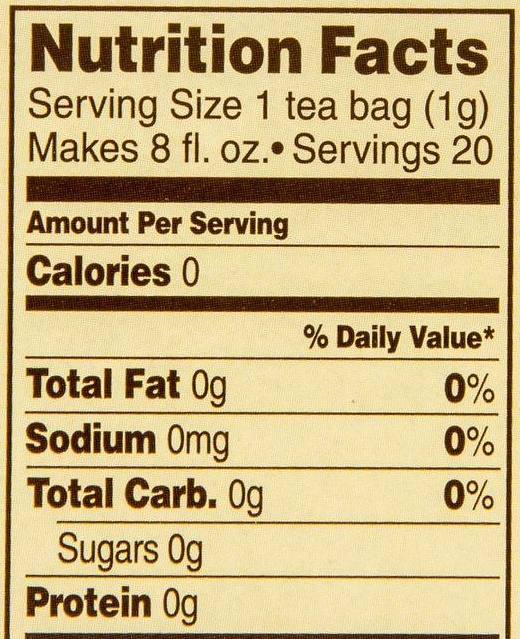 Nutrition Facts
Serving Size 1 tea bag (1g)
Makes 8 fl. oz.• Servings 20
Amount Per Serving
Calories 0
% Daily Value*
Total Fat 0g 0%
Sodium 0mg 0%
Total Carb. 0g 0%
Sugars 0g
Protein 0g